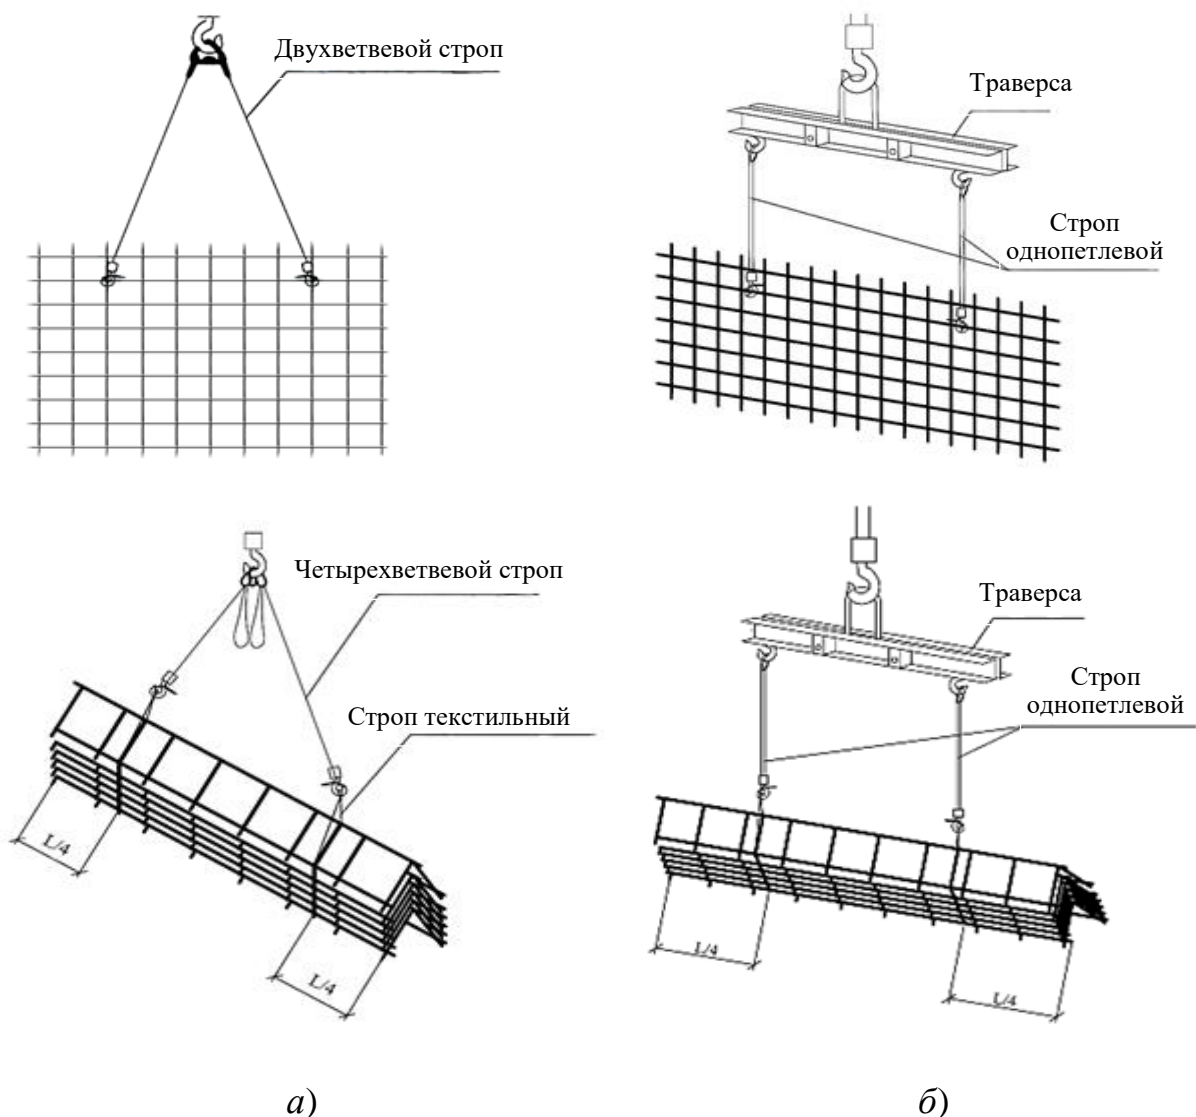 Двухветвевой строп
Траверса
Строп
однопетлевой
Четырехветвевой строп
Траверса
Строп
однопетлевой
Строп текстильный
L/4
L/4
L/4
L/4
а)
б)